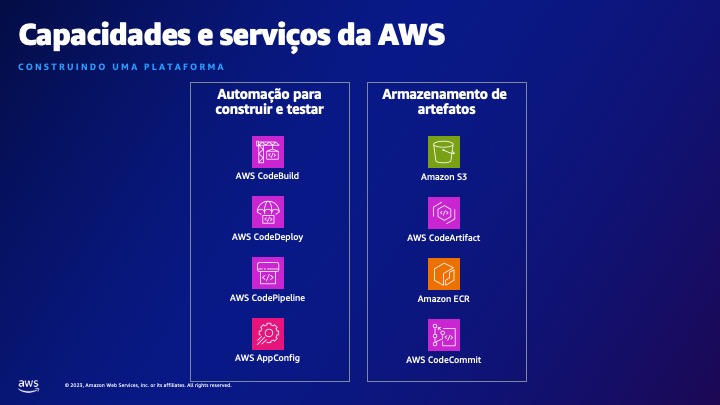 Capacidades e serviços da AWS
CONSTRUINDO UMA PLATAFORMA
Automação para
construir e testar
AWS CodeBuild
AWS CodeDeploy
AWS CodePipeline
AWS AppConfig
Armazenamento de
artefatos
Amazon S3
AWS CodeArtifact
Amazon ECR
AWS CodeCommit
aws
© 2023, Amazon Web Services, Inc. or its affiliates. All rights reserved.